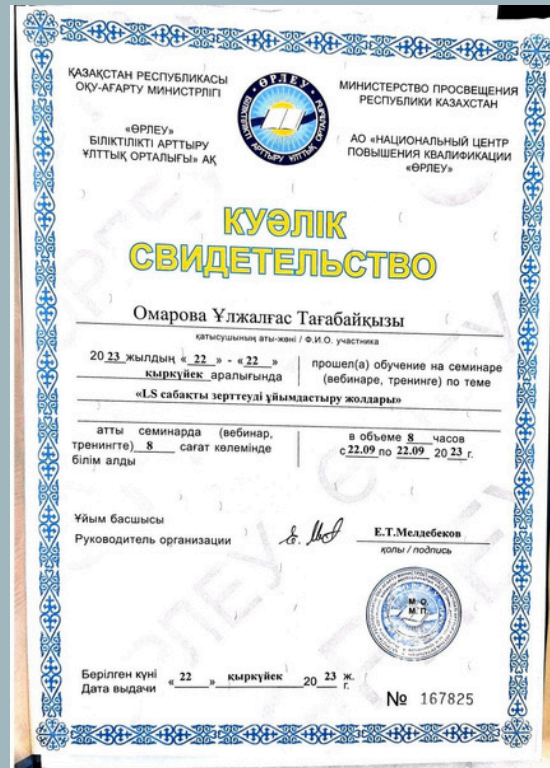 ҚАЗАҚСТАН РЕСПУБЛИКАСЫ
ОҚУ-АҒАРТУ МИНИСТРЛІГІ
«ӨРЛЕУ»
БІЛІКТІЛІКТІ АРТТЫРУ
ҰЛТТЫҚ ОРТАЛЫҒЫ» АҚ
ӨРЛЕУ
БІЛІКТІЛІКТІ АРТТЫРУ ҰЛТТЫҚ ОРТАЛЫҒЫ
МИНИСТЕРСТВО ПРОСВЕЩЕНИЯ
РЕСПУБЛИКИ КАЗАХСТАН
АО «НАЦИОНАЛЬНЫЙ ЦЕНТР
ПОВЫШЕНИЯ КВАЛИФИКАЦИИ
«ӨРЛЕУ»
КУӘЛІК
СВИДЕТЕЛЬСТВО
Омарова Ұлжалғас Тағабайқызы
қатысушының аты-жөні / Ф.И.О. участника
20 23 жылдың « 22 » - « 22 »
қыркүйек аралығында
прошел(а) обучение на семинаре
(вебинаре, тренинге) по теме
«LS сабақты зерттеуді ұйымдастыру жолдары»
атты семинарда (вебинар,
тренингте) 8 сағат көлемінде
білім алды
в объеме 8 часов
с 22.09 по 22.09 20 23 г.
Ұйым басшысы
Руководитель организации
Е.Т.Мелдебеков
қолы / подпись
М О
М П
Берілген күні
Дата выдачи
« 22 » қыркүйек 20 23 ж.
г.
№ 167825